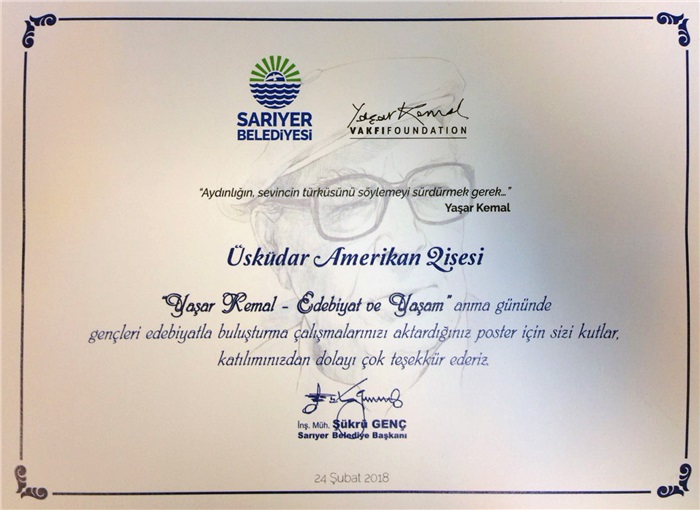 SARIYER
BELEDİYESİ
Yaşar Kemal
VAKFI FOUNDATION
"Aydınlığın, sevincin türküsünü söylemeyi sürdürmek gerek..."
Yaşar Kemal
Üsküdar Amerikan Lisesi
"Yaşar Kemal - Edebiyat ve Yaşam" anma gününde
gençleri edebiyatla buluşturma çalışmalarınızı aktardığınız poster için sizi kutlar,
katılımınızdan dolayı çok teşekkür ederiz.
İnş. Müh. Şükrü GENÇ
Sarıyer Belediye Başkanı
24 Şubat 2018